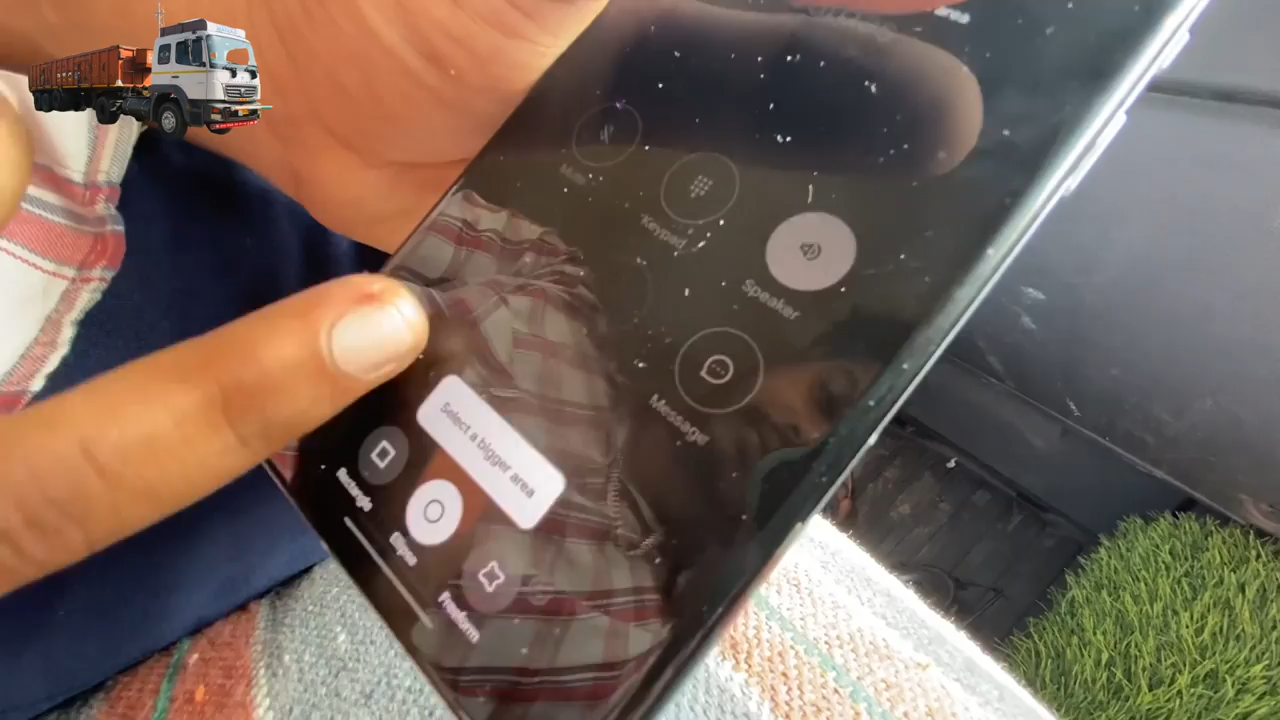 Mute
Keypad
Speaker
Message
Select a bigger area
Rectangle
Ellipse
Freeform